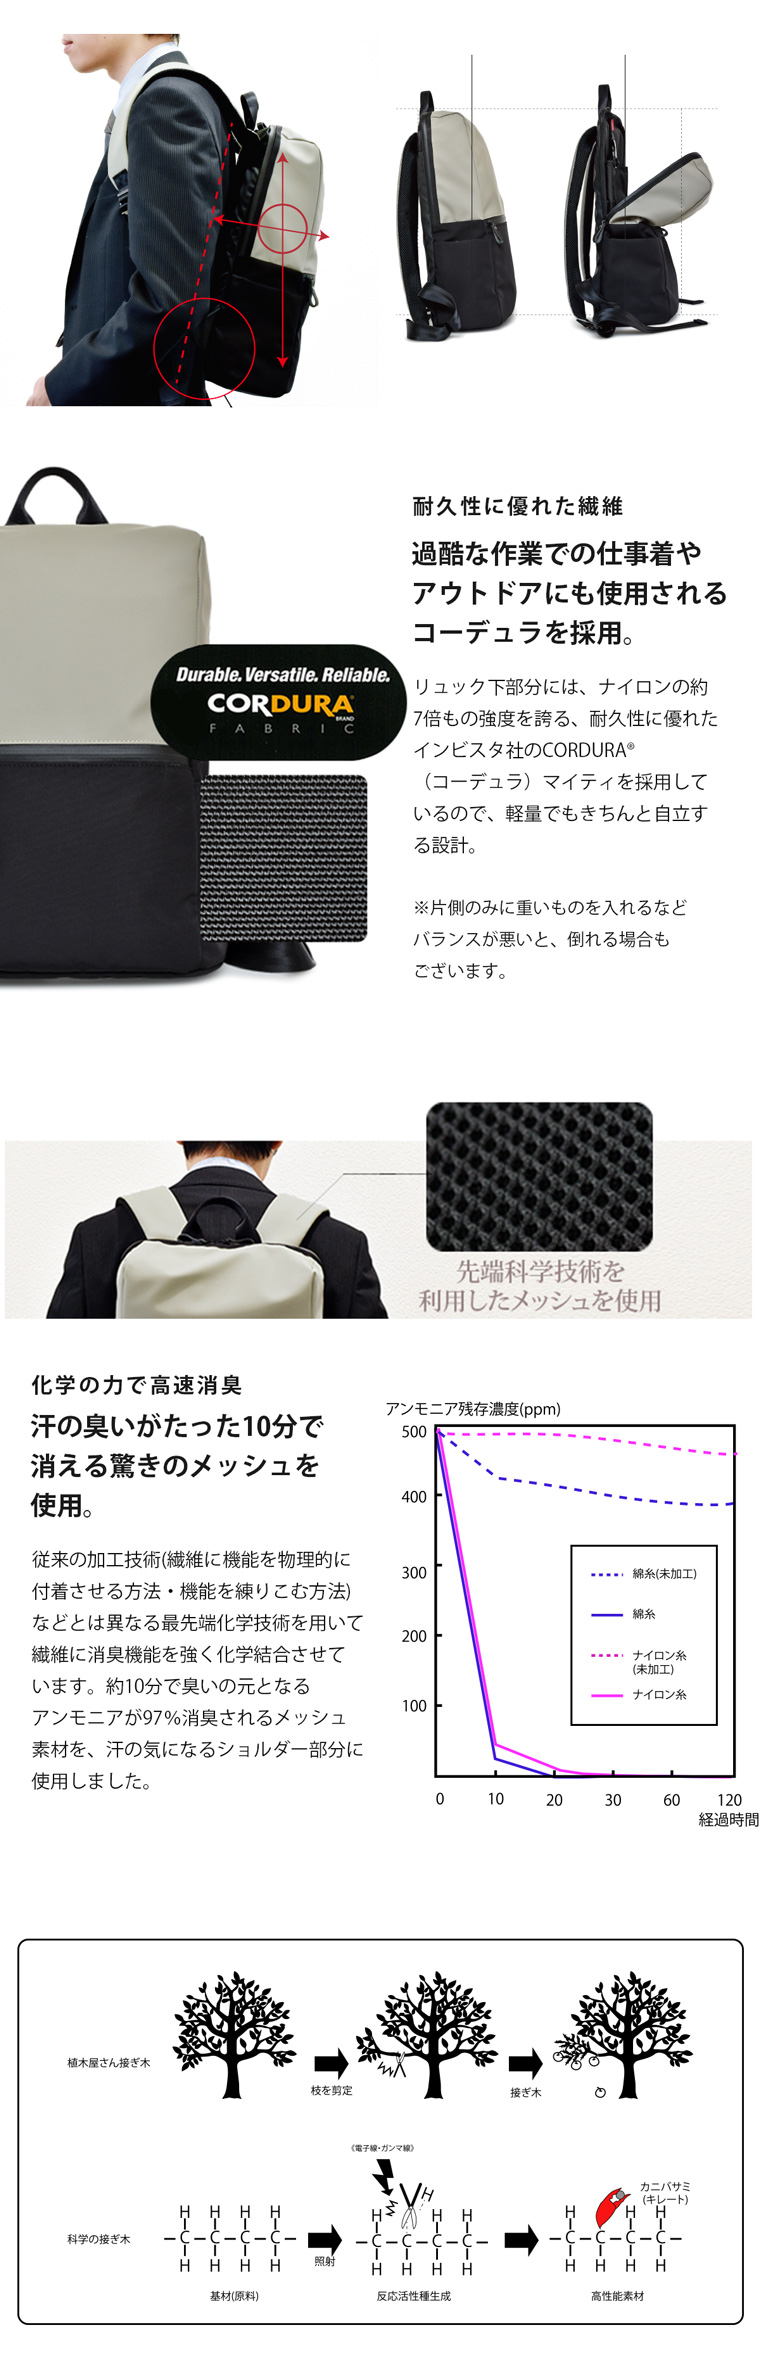 耐久性に優れた繊維
過酷な作業での仕事着や
アウトドアにも使用される
コーデュラを採用。
Durable. Versatile. Reliable.
CORDURA®
BRAND
FABRIC
リュック下部分には、ナイロンの約
7倍もの強度を誇る、耐久性に優れた
インビスタ社のCORDURA®
（コーデュラ）マイティを採用して
いるので、軽量でもきちんと自立す
る設計。
※片側のみに重いものを入れるなど
バランスが悪いと、倒れる場合も
ございます。
先端科学技術を
利用したメッシュを使用
化学の力で高速消臭
汗の臭いがたった10分で
消える驚きのメッシュを
使用。
従来の加工技術(繊維に機能を物理的に
付着させる方法・機能を練りこむ方法)
などとは異なる最先端化学技術を用いて
繊維に消臭機能を強く化学結合させて
います。約10分で臭いの元となる
アンモニアが97%消臭されるメッシュ
素材を、汗の気になるショルダー部分に
使用しました。
アンモニア残存濃度(ppm)
500
400
300
200
100
綿糸(未加工)
綿糸
ナイロン糸
(未加工)
ナイロン糸
0 10 20 30 60 120
経過時間
植木屋さん接ぎ木
枝を剪定
接ぎ木
《電子線・ガンマ線》
カニバサミ
(キレート)
H
H H H H
H H H
H H H
科学の接ぎ木
C C C C
C C C C
C C C C
照射
H H H H
H H H H
H H H H
基材(原料)
反応活性種生成
高性能素材